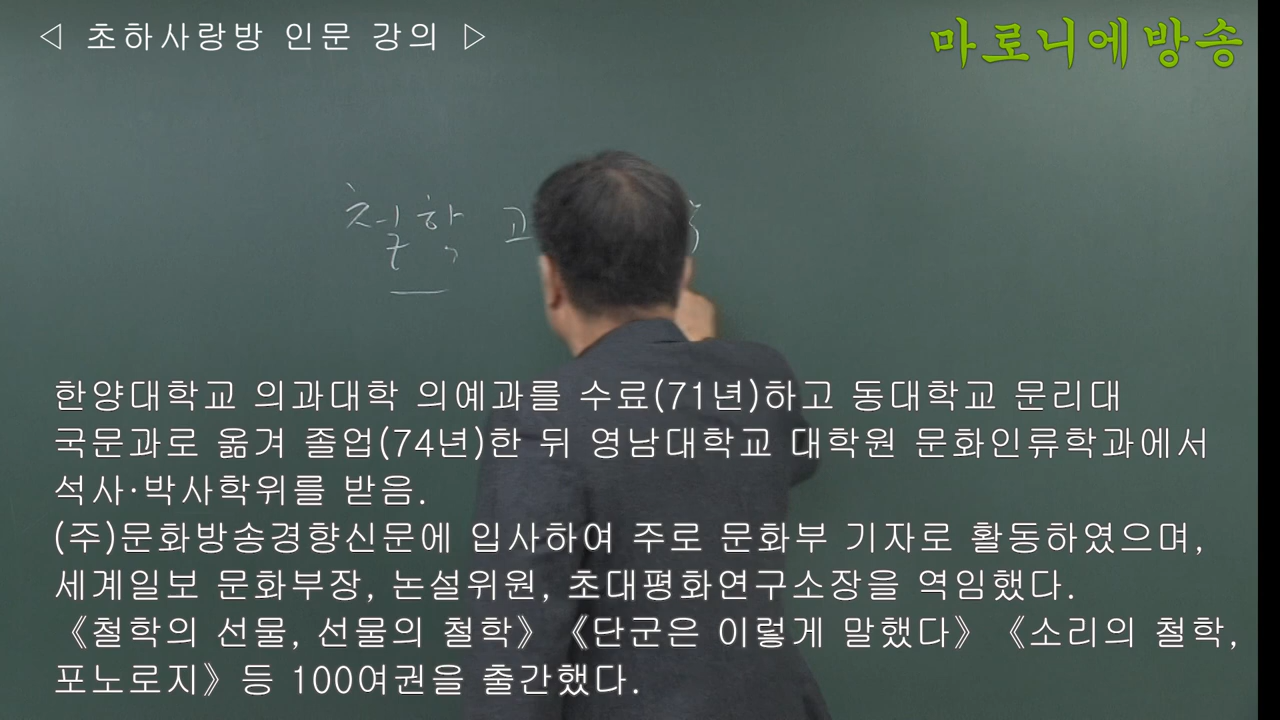 ◁ 초하사랑방 인문 강의 ▷
마로니에방송
철학
한양대학교 의과대학 의예과를 수료(71년)하고 동대학교 문리대
국문과로 옮겨 졸업(74년)한 뒤 영남대학교 대학원 문화인류학과에서
석사·박사학위를 받음.
(주)문화방송경향신문에 입사하여 주로 문화부 기자로 활동하였으며,
세계일보 문화부장, 논설위원, 초대평화연구소장을 역임했다.
《철학의 선물, 선물의 철학》《단군은 이렇게 말했다》《소리의 철학,
포노로지》등 100여권을 출간했다.